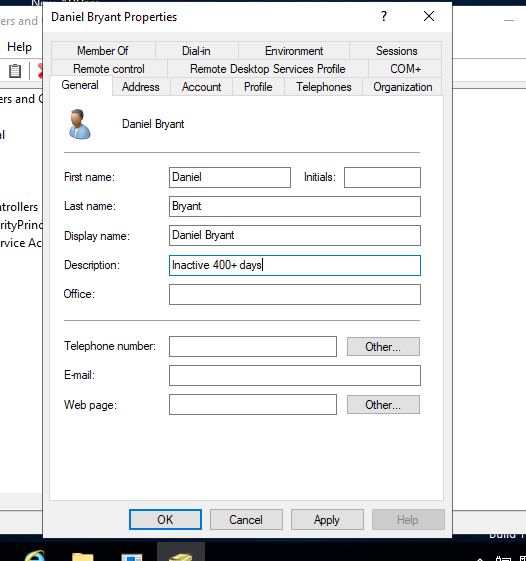 Daniel Bryant Properties
ers and
Help
Member Of Dial-in Environment Sessions
Remote control Remote Desktop Services Profile COM+
General Address Account Profile Telephones Organization
ers and C
Daniel Bryant
First name: Daniel Initials:
Last name: Bryant
ntrollers
Display name: Daniel Bryant
rityPrinc
ervice Ac
Description: Inactive 400+ days
Office:
Telephone number: Other...
E-mail:
Web page: Other...
OK Cancel Apply Help